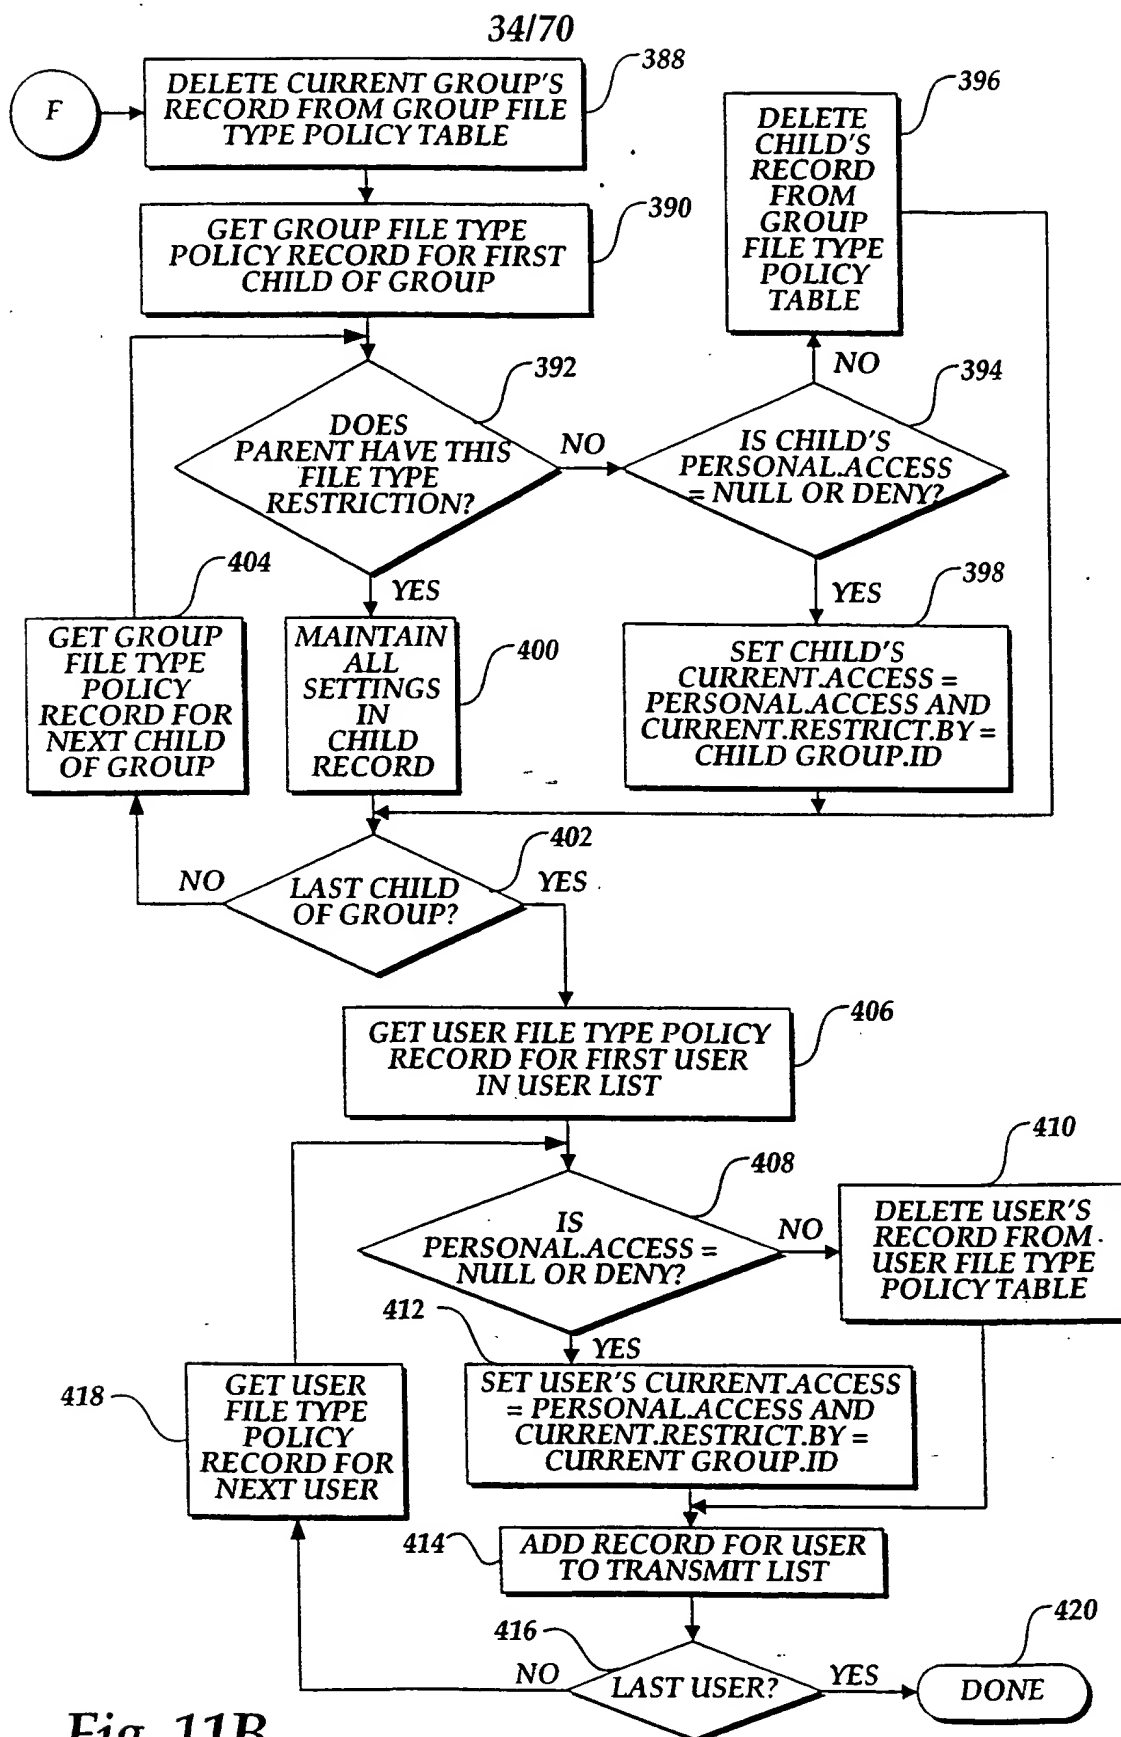 34/70
F
DELETE CURRENT GROUP'S
RECORD FROM GROUP FILE
TYPE POLICY TABLE
388
GET GROUP FILE TYPE
POLICY RECORD FOR FIRST
CHILD OF GROUP
390
DELETE
CHILD'S
RECORD
FROM
GROUP
FILE TYPE
POLICY
TABLE
396
DOES
PARENT HAVE THIS
FILE TYPE
RESTRICTION?
392
NO
NO
IS CHILD'S
PERSONAL.ACCESS
= NULL OR DENY?
394
YES
YES
GET GROUP
FILE TYPE
POLICY
RECORD FOR
NEXT CHILD
OF GROUP
404
MAINTAIN
ALL
SETTINGS
IN
CHILD
RECORD
400
SET CHILD'S
CURRENT.ACCESS =
PERSONAL.ACCESS AND
CURRENT.RESTRICT.BY =
CHILD GROUP.ID
398
NO
LAST CHILD
OF GROUP?
402
YES
GET USER FILE TYPE POLICY
RECORD FOR FIRST USER
IN USER LIST
406
IS
PERSONAL.ACCESS =
NULL OR DENY?
408
NO
DELETE USER'S
RECORD FROM
USER FILE TYPE
POLICY TABLE
410
412
YES
SET USER'S CURRENT.ACCESS
= PERSONAL.ACCESS AND
CURRENT.RESTRICT.BY =
CURRENT GROUP.ID
418
GET USER
FILE TYPE
POLICY
RECORD FOR
NEXT USER
414
ADD RECORD FOR USER
TO TRANSMIT LIST
416
NO
LAST USER?
YES
DONE
420
Fig. 11B